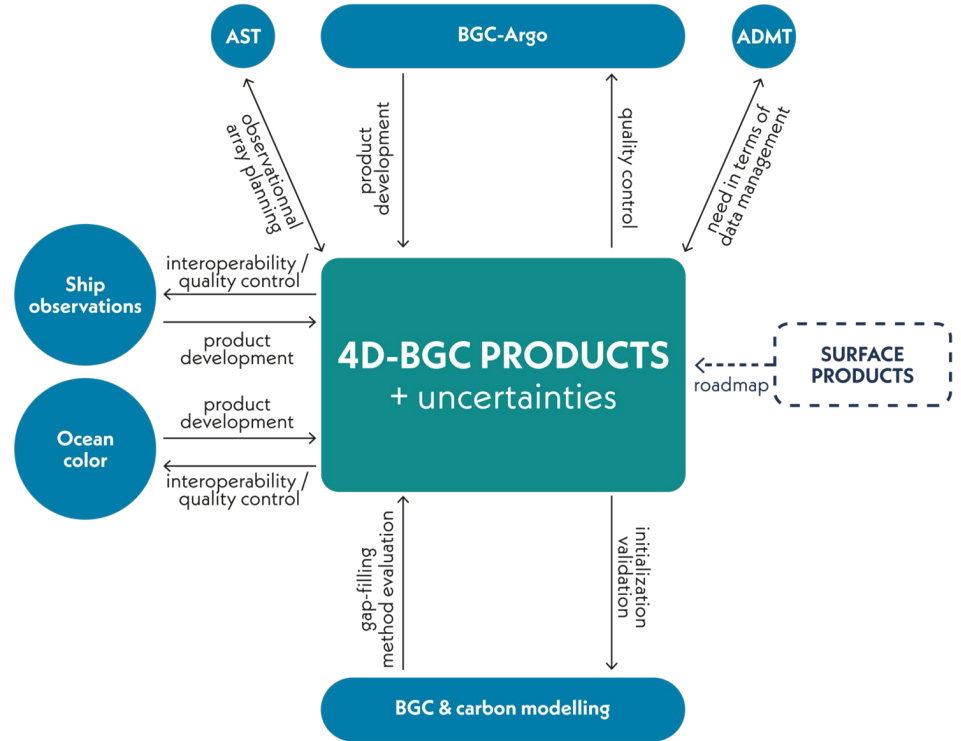 AST
BGC-Argo
ADMT
observationnal
array planning
product
development
quality control
need in terms of
data management
Ship
observations
interoperability /
quality control
product
development
4D-BGC PRODUCTS
+ uncertainties
SURFACE
PRODUCTS
roadmap
Ocean
color
product
development
interoperability /
quality control
gap-filling
method evaluation
initialization
validation
BGC & carbon modelling